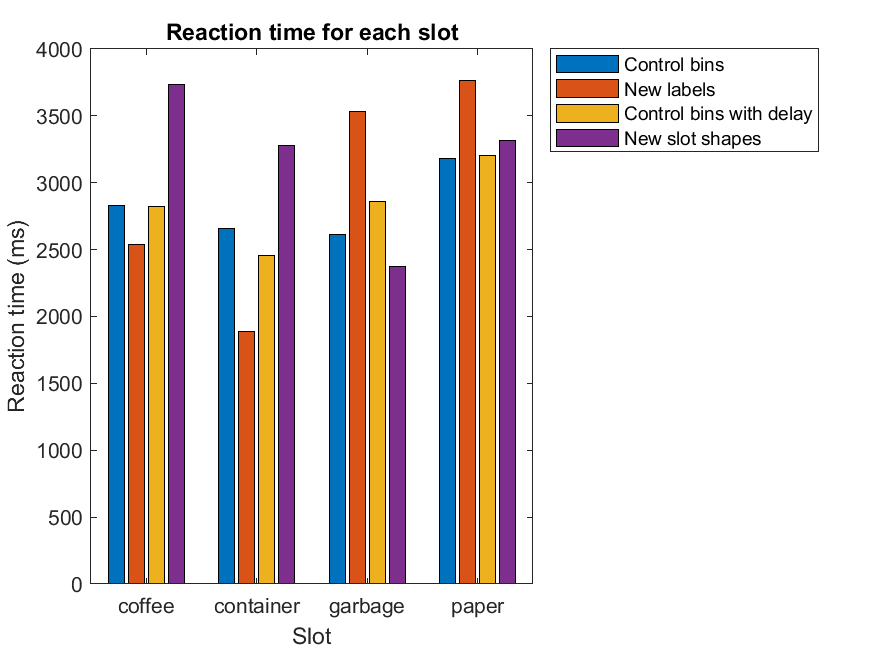 Reaction time for each slot
4000
3500
3000
2500
2000
1500
1000
500
0
Reaction time (ms)
coffee container garbage paper
Slot
Control bins
New labels
Control bins with delay
New slot shapes